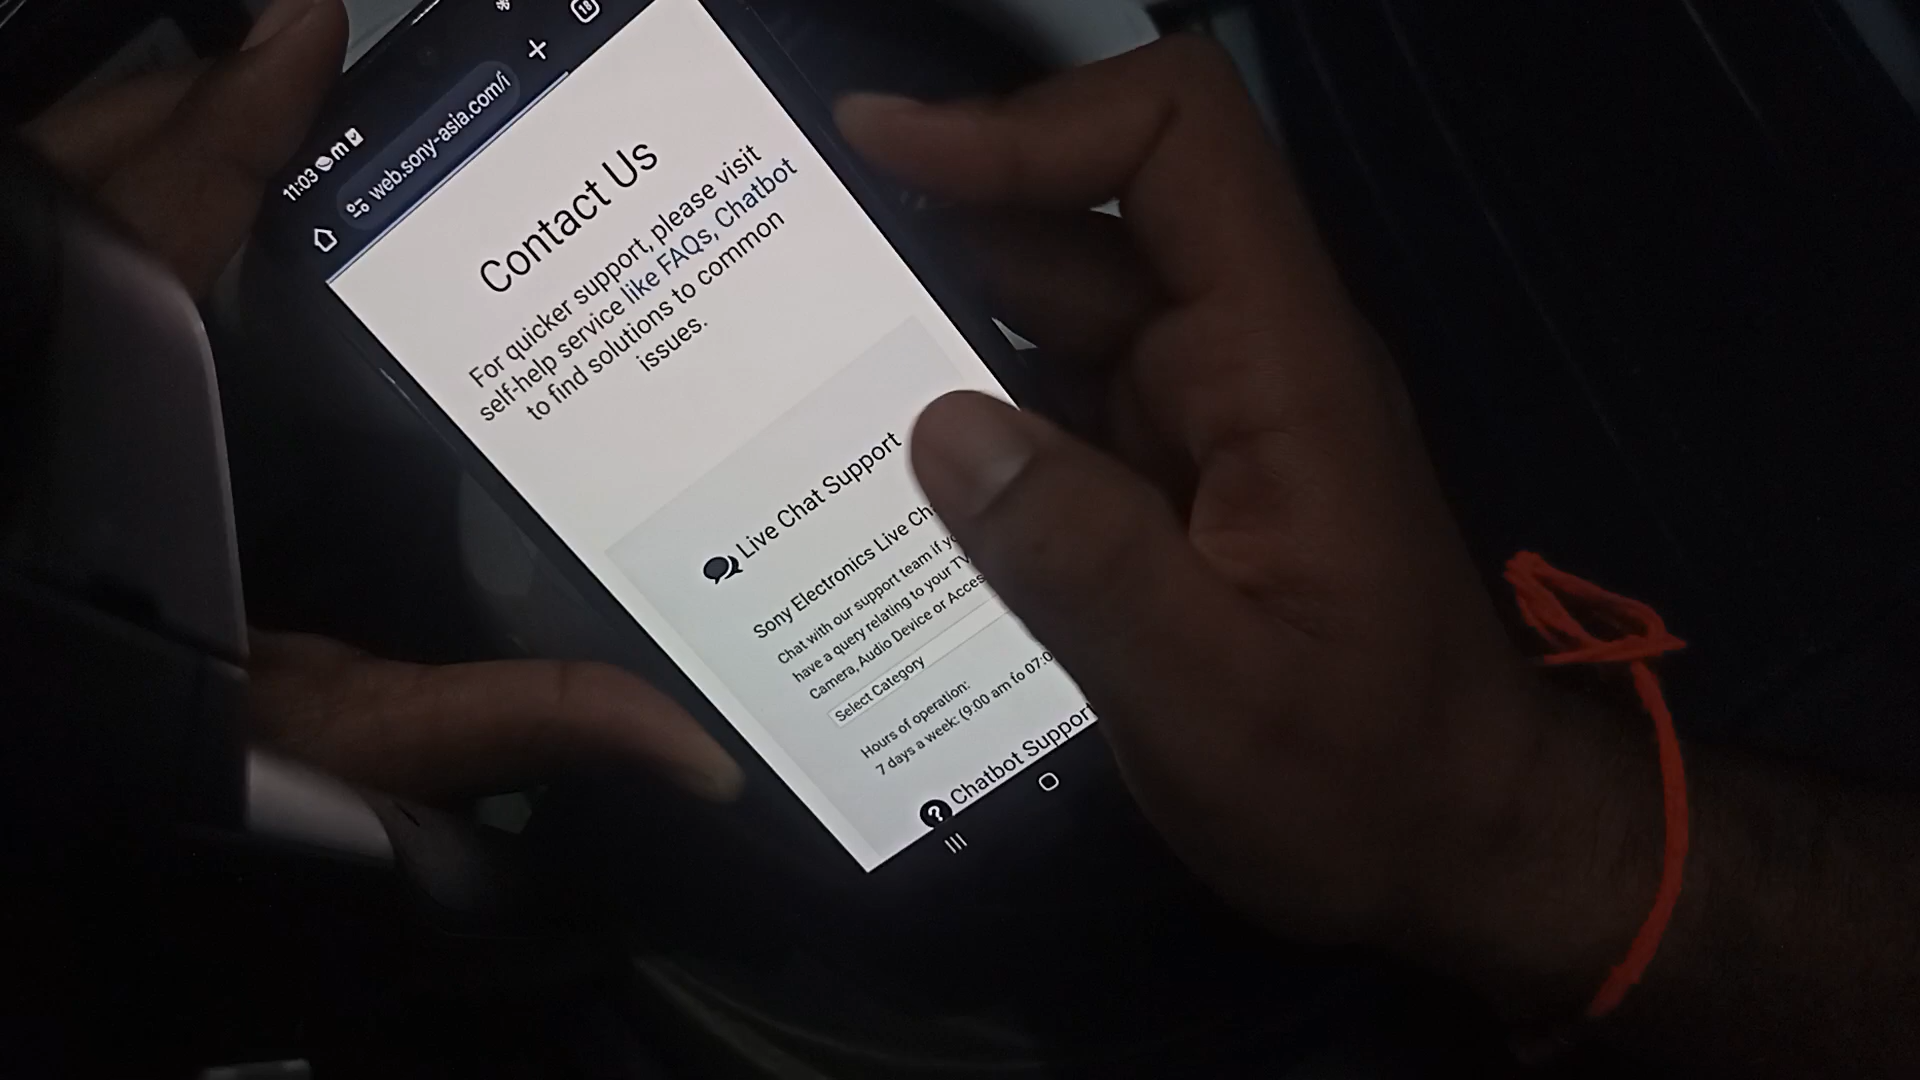 11:03
m
18
web.sony-asia.com/i
Contact Us
For quicker support, please visit
self-help service like FAQs, Chatbot
to find solutions to common
issues.
Live Chat Support
Sony Electronics Live
Chat with our support team if
have a query relating to your TV
Camera, Audio Device or
Select Category
Hours of operation:
7 days a week: (9:00 am to
Chatbot Support
?